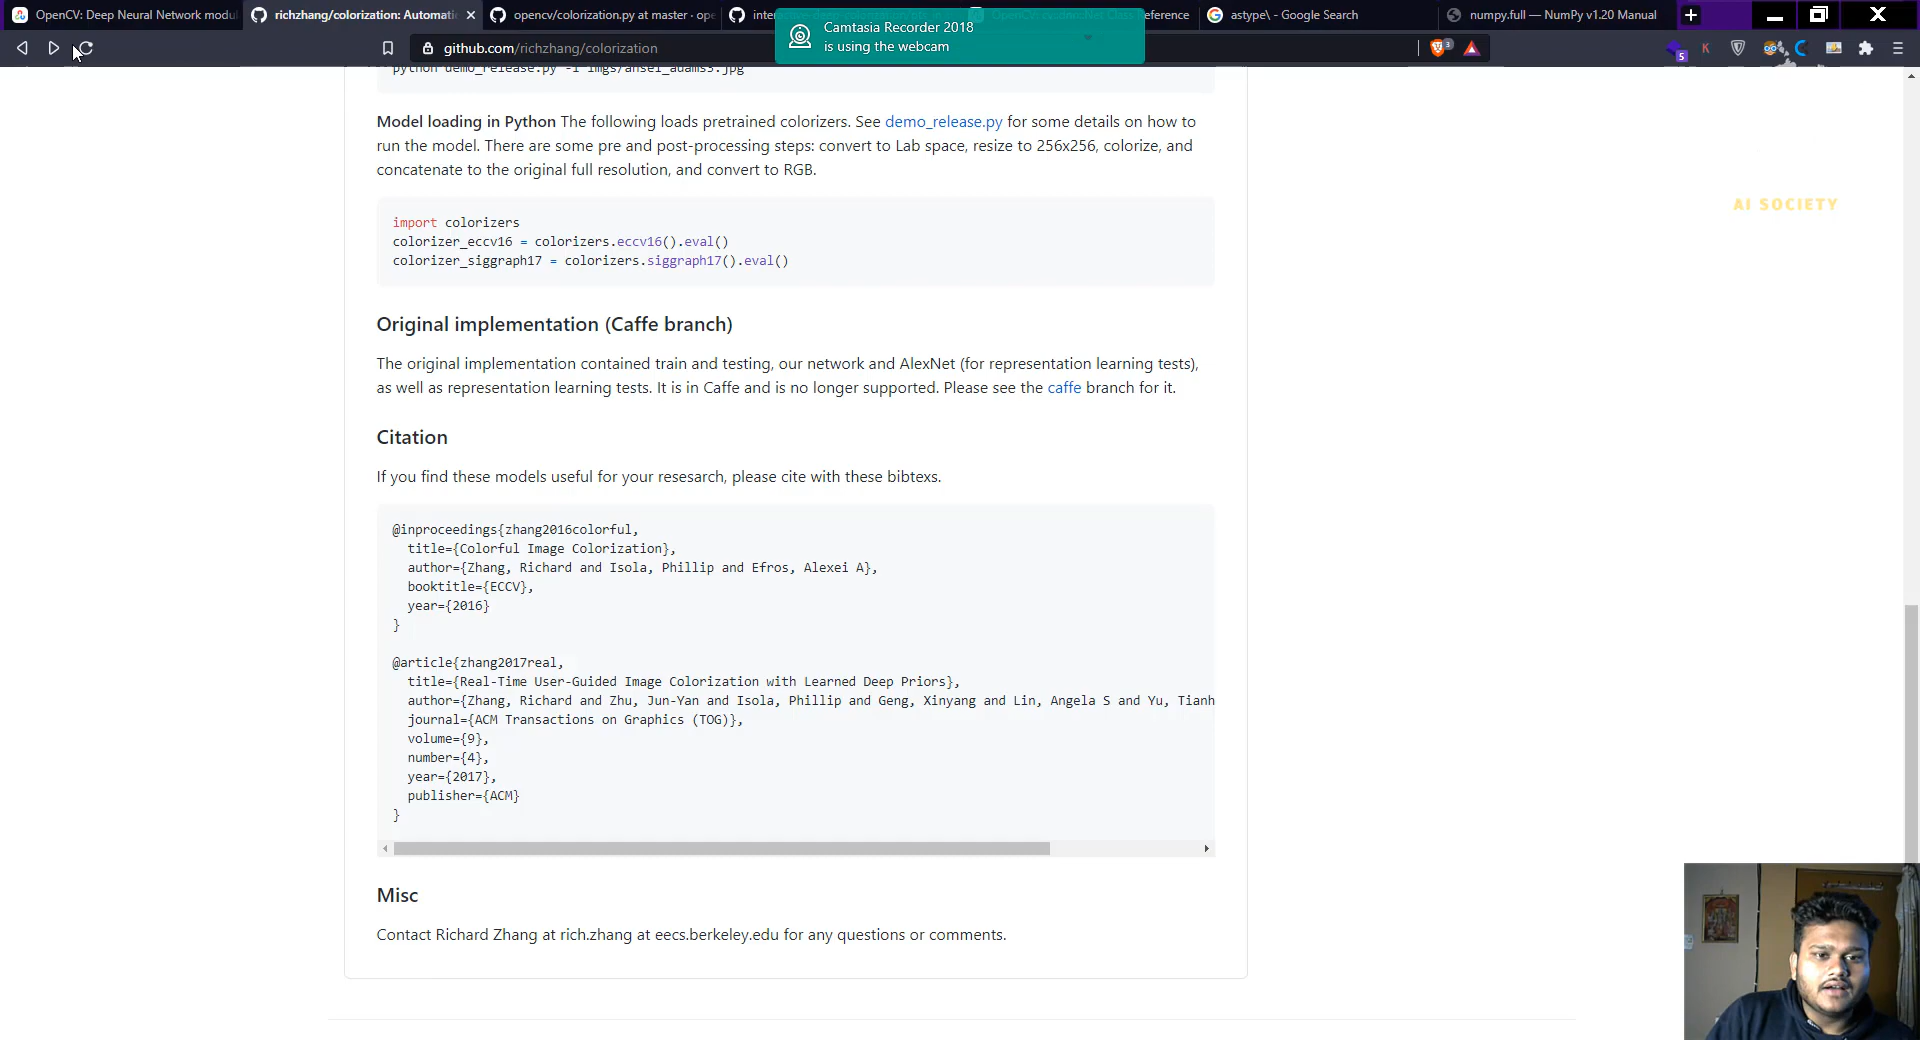 OpenCV: Deep Neural Network modul
richzhang/colorization: Automatic
opencv/colorization.py at master · ope
astype\ - Google Search
numpy.full — NumPy v1.20 Manual
github.com/richzhang/colorization
Camtasia Recorder 2018
is using the webcam
3
5
python demo_release.py -i imgs/ansel_adams3.jpg
Model loading in Python The following loads pretrained colorizers. See demo_release.py for some details on how to
run the model. There are some pre and post-processing steps: convert to Lab space, resize to 256x256, colorize, and
concatenate to the original full resolution, and convert to RGB.
AI SOCIETY
import colorizers
colorizer_eccv16 = colorizers.eccv16().eval()
colorizer_siggraph17 = colorizers.siggraph17().eval()
Original implementation (Caffe branch)
The original implementation contained train and testing, our network and AlexNet (for representation learning tests),
as well as representation learning tests. It is in Caffe and is no longer supported. Please see the caffe branch for it.
Citation
If you find these models useful for your resesarch, please cite with these bibtexs.
@inproceedings{zhang2016colorful,
title={Colorful Image Colorization},
author={Zhang, Richard and Isola, Phillip and Efros, Alexei A},
booktitle={ECCV},
year={2016}
}
@article{zhang2017real,
title={Real-Time User-Guided Image Colorization with Learned Deep Priors},
author={Zhang, Richard and Zhu, Jun-Yan and Isola, Phillip and Geng, Xinyang and Lin, Angela S and Yu, Tianh
journal={ACM Transactions on Graphics (TOG)},
volume={9},
number={4},
year={2017},
publisher={ACM}
}
Misc
Contact Richard Zhang at rich.zhang at eecs.berkeley.edu for any questions or comments.